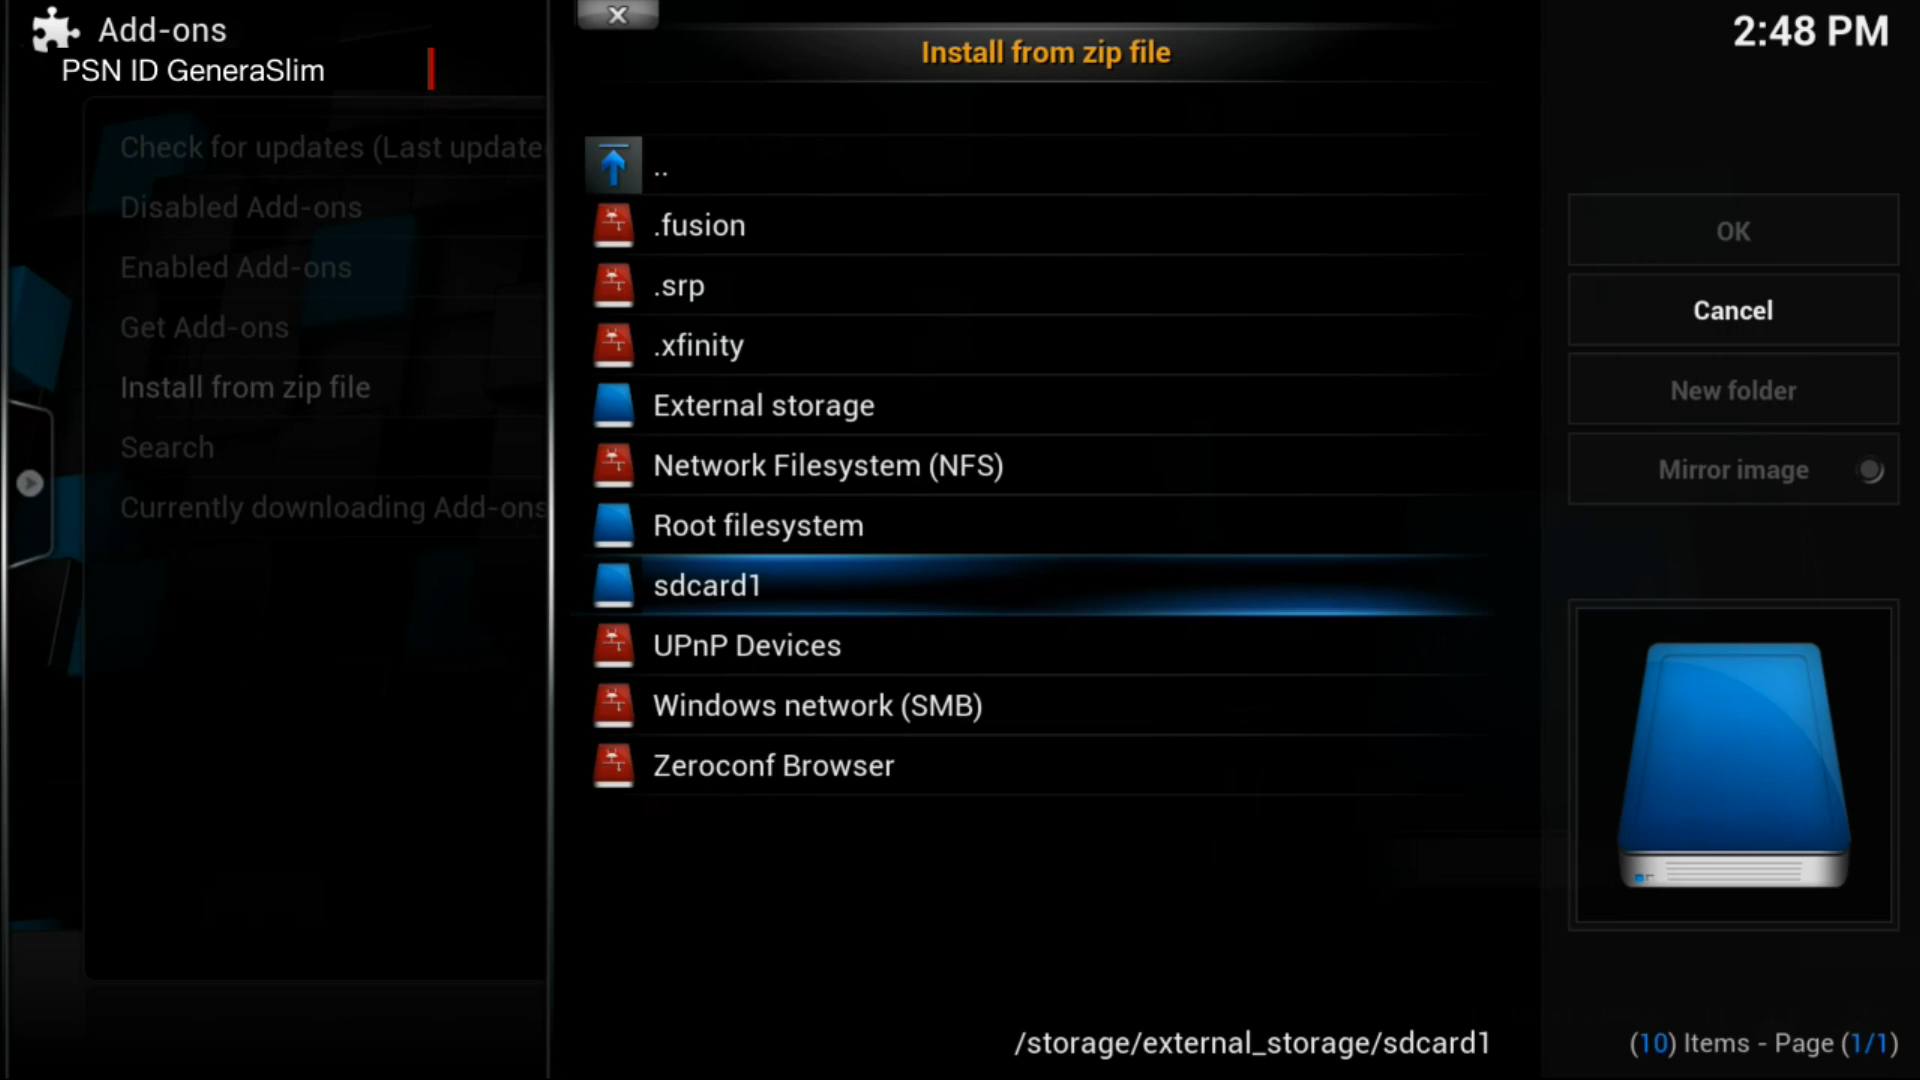 Add-ons
PSN ID GeneraSlim
Check for updates (Last update
Disabled Add-ons
Enabled Add-ons
Get Add-ons
Install from zip file
Search
Currently downloading Add-ons
X
Install from zip file
..
.fusion
.srp
.xfinity
External storage
Network Filesystem (NFS)
Root filesystem
sdcard1
UPnP Devices
Windows network (SMB)
Zeroconf Browser
/storage/external_storage/sdcard1
2:48 PM
OK
Cancel
New folder
Mirror image
(10) Items - Page (1/1)